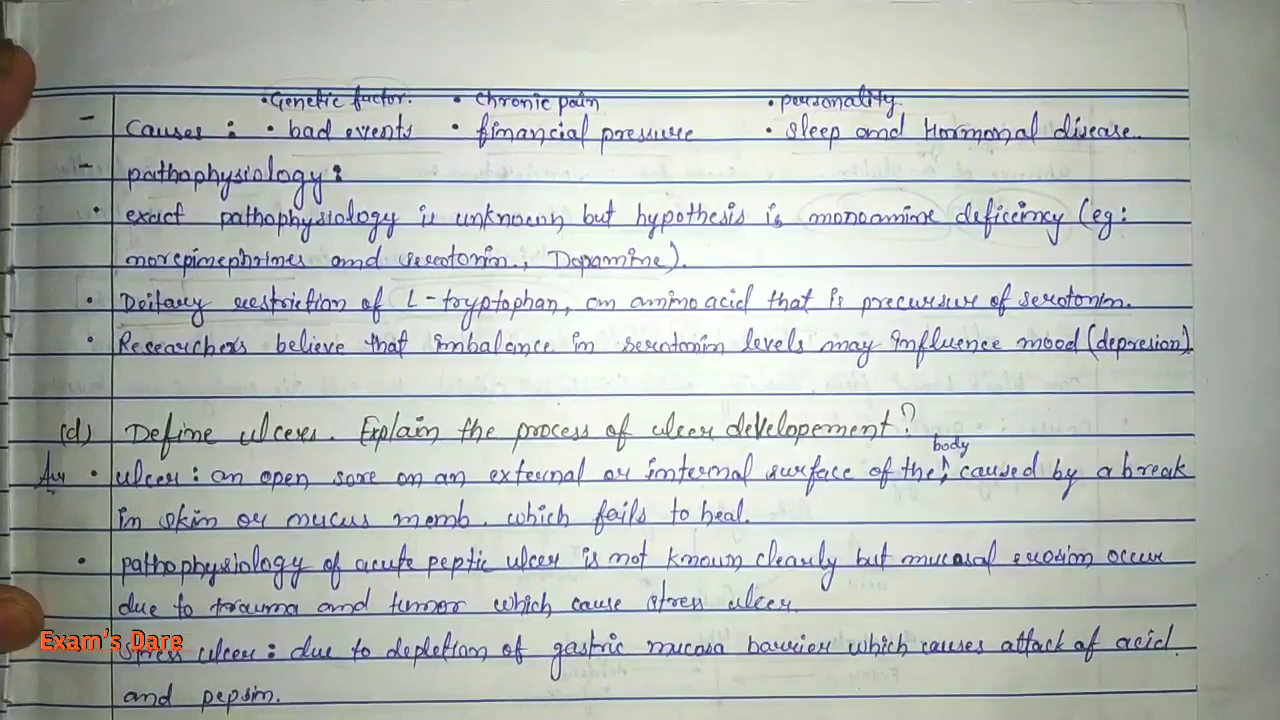 • Genetic factor. • chronic pain • personality.
- causes : • bad events • financial pressure • sleep and Hormonal disease.
- pathophysiology :
• exact pathophysiology is unknown but hypothesis is monoamine deficiency (eg:
norepinephrines and serotonin, Dopamine).
• Deitary restriction of L-tryptophan, an amino acid that is precursur of serotonin.
• Researchers believe that imbalance in serotonin levels may influence mood (depresion)
(d) Define ulcers. Explain the process of ulcer developement?
body
Ans • ulcer : an open sore on an external or internal surface of the, caused by a break
in skin or mucus memb. which fails to heal.
• pathophysiology of acute peptic ulcer is not known clearly but mucosal erosion occur
due to trauma and tumor which cause stress ulcer.
Exam's Dare
stress ulcer : due to depletion of gastric mucosa barrier which causes attack of acid.
and pepsin.